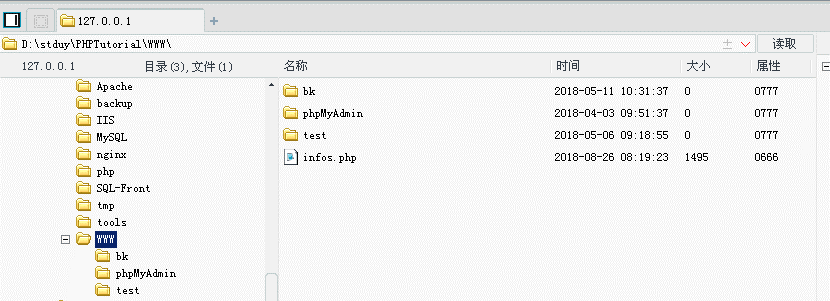 127.0.0.1
D:\stduy\PHPTutorial\WWW\ 读取
127.0.0.1 目录(3),文件(1) 名称 时间 大小 属性
Apache
backup
IIS
MySQL
nginx
php
SQL-Front
tmp
tools
WWW
bk
phpMyAdmin
test
bk 2018-05-11 10:31:37 0 0777
phpMyAdmin 2018-04-03 09:51:37 0 0777
test 2018-05-06 09:18:55 0 0777
infos.php 2018-08-26 08:19:23 1495 0666